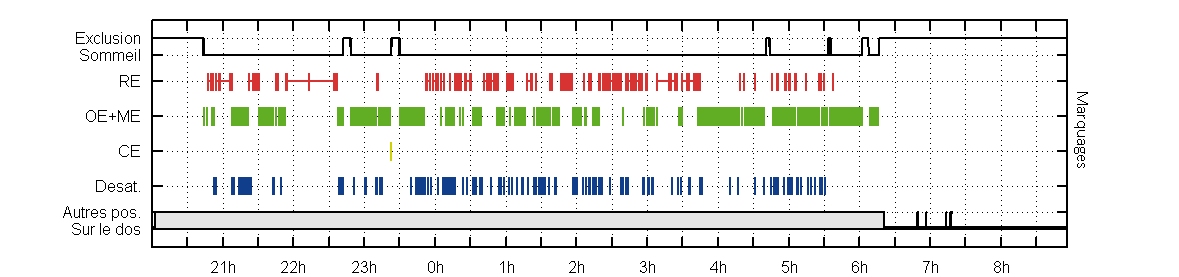 Exclusion
Sommeil
RE
OE+ME
CE
Desat.
Autres pos.
Sur le dos
Marquages
21h 22h 23h 0h 1h 2h 3h 4h 5h 6h 7h 8h